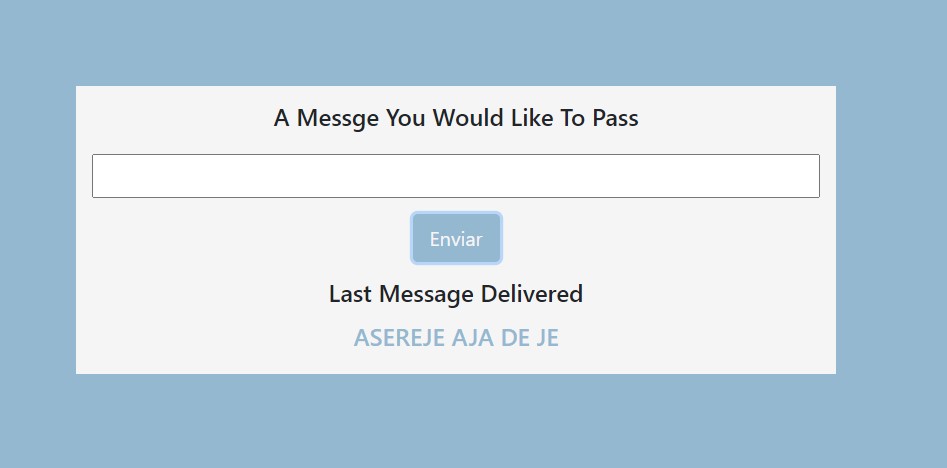 A Messge You Would Like To Pass
Enviar
Last Message Delivered
ASEREJE AJA DE JE